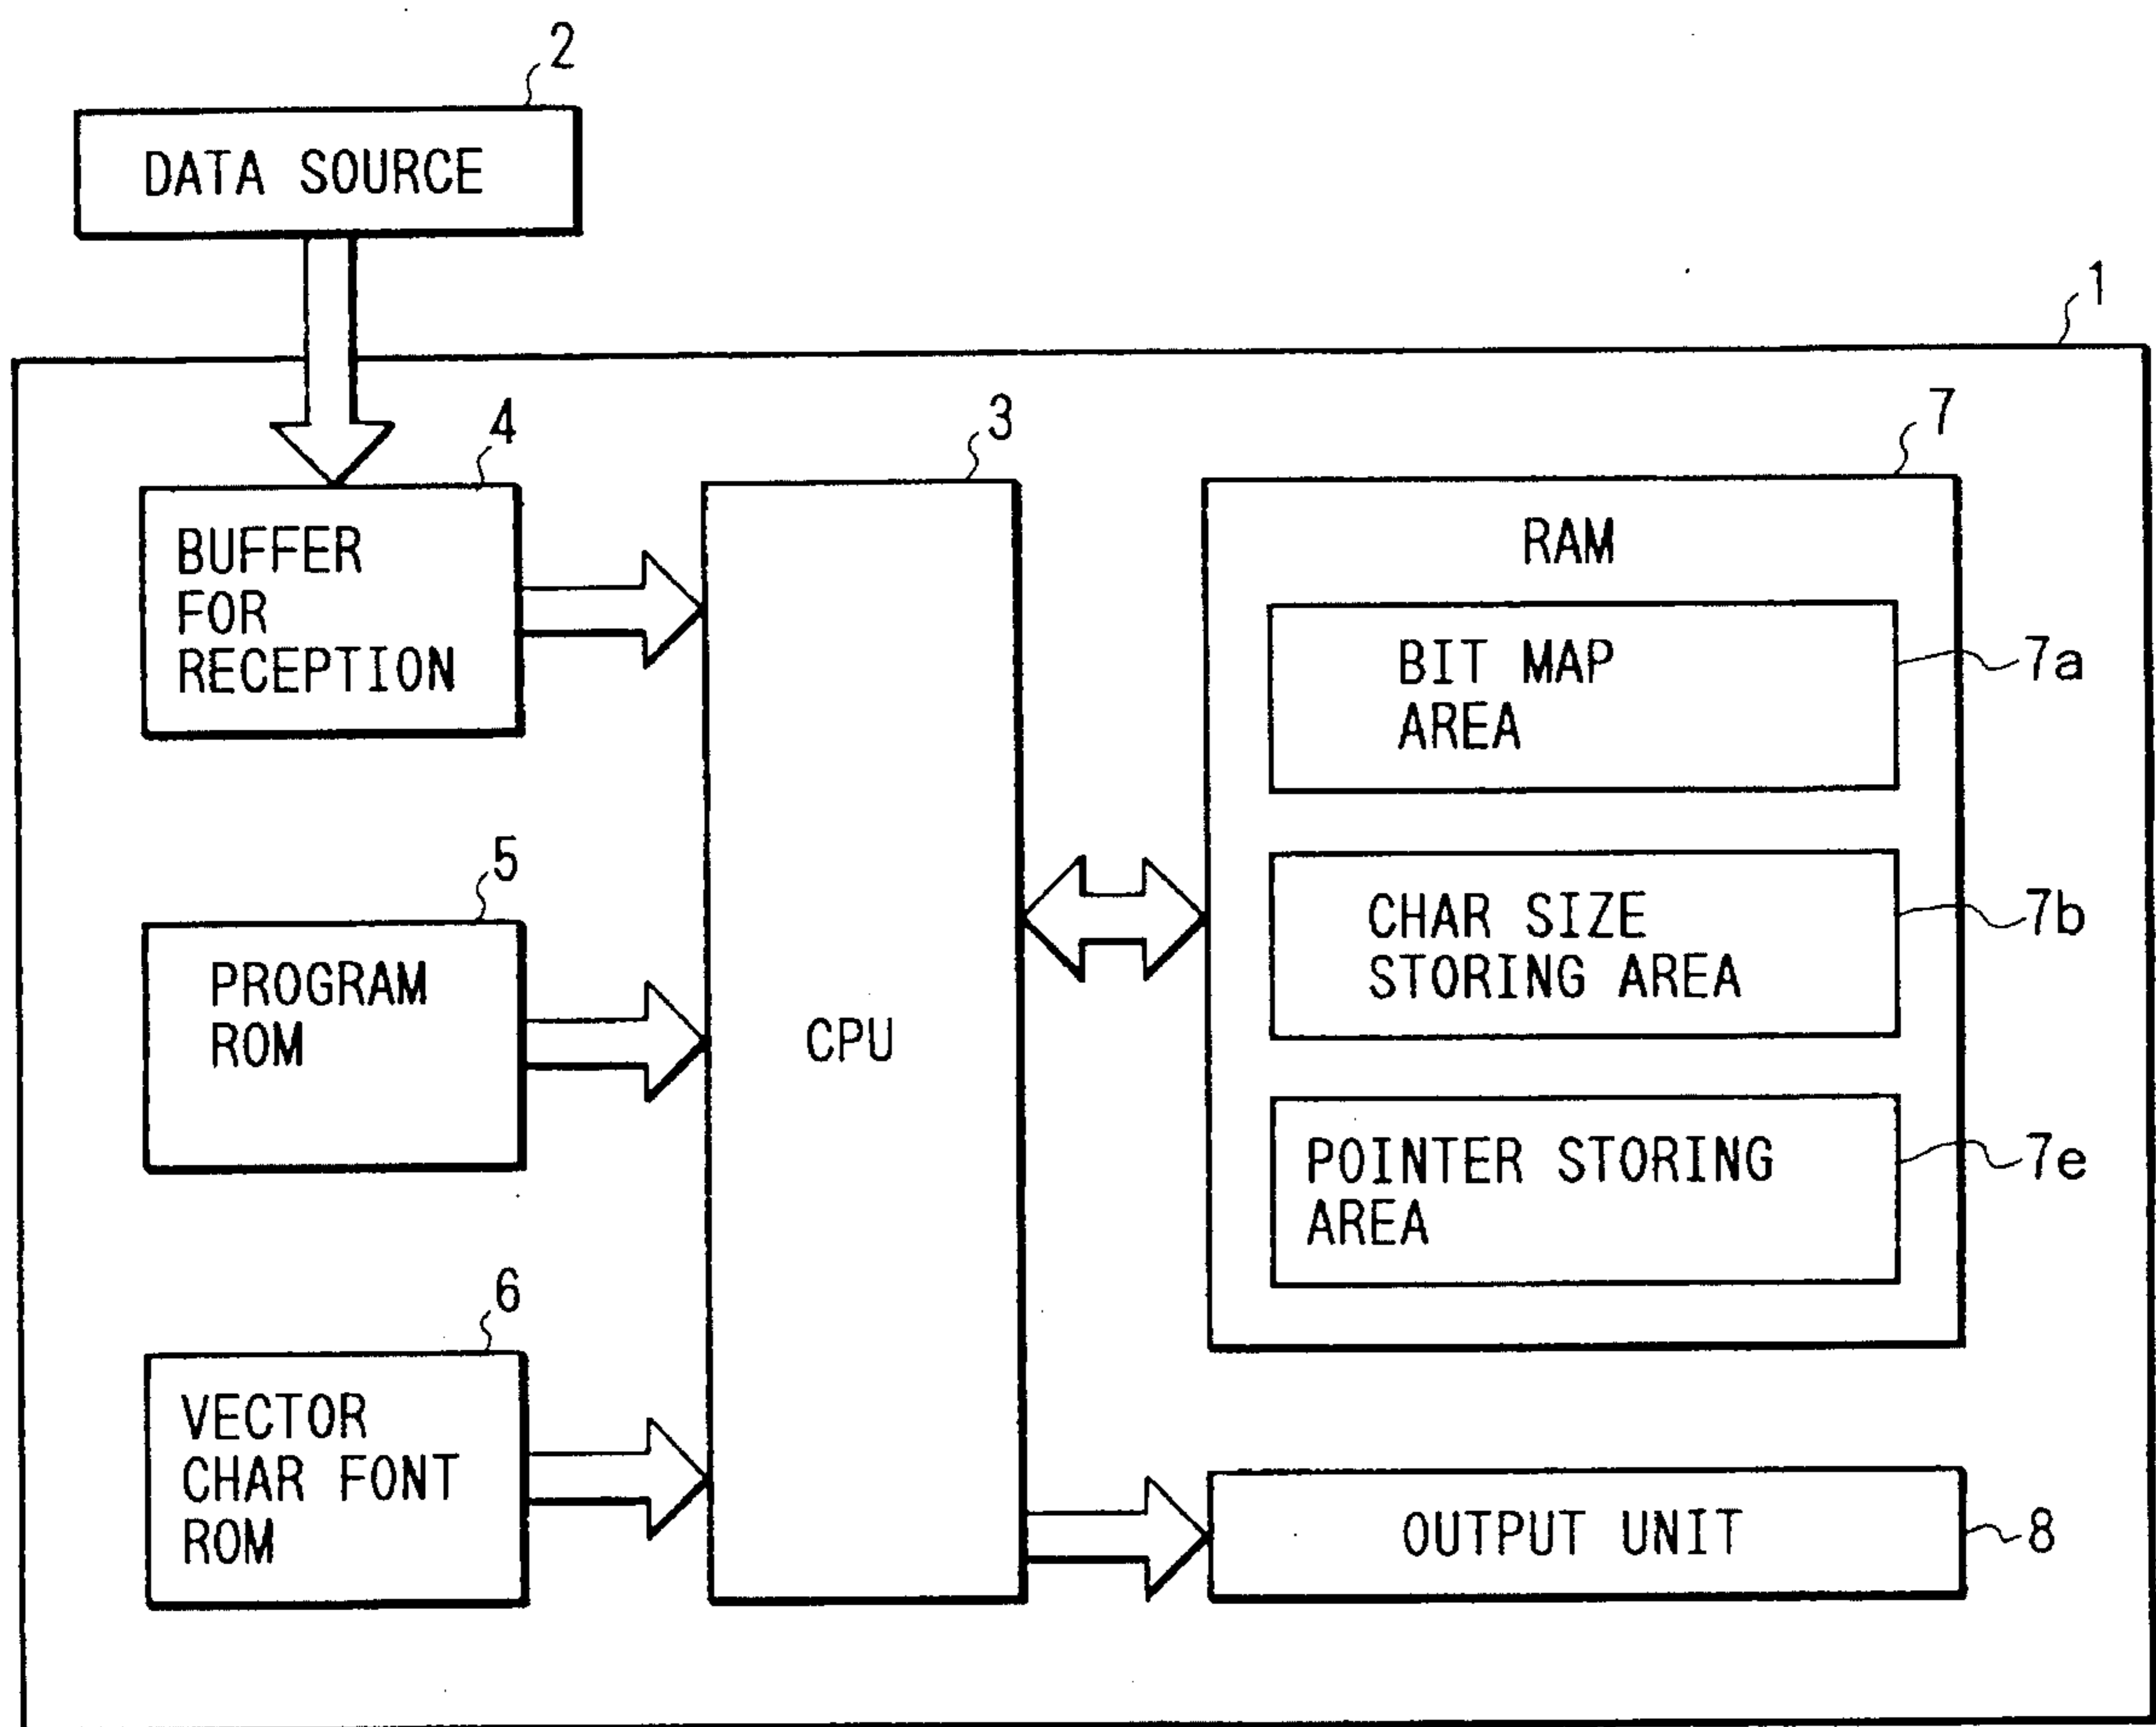 2
DATA SOURCE
1
4
BUFFER
FOR
RECEPTION
3
CPU
7
RAM
BIT MAP
AREA
7a
CHAR SIZE
STORING AREA
7b
POINTER STORING
AREA
7e
5
PROGRAM
ROM
6
VECTOR
CHAR FONT
ROM
OUTPUT UNIT
8